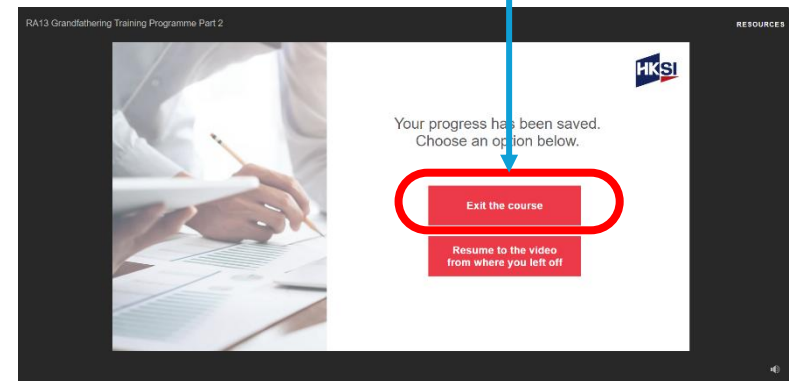 RA13 Grandfathering Training Programme Part 2
RESOURCES
HKSI
Your progress has been saved.
Choose an option below.
Exit the course
Resume to the video
from where you left off